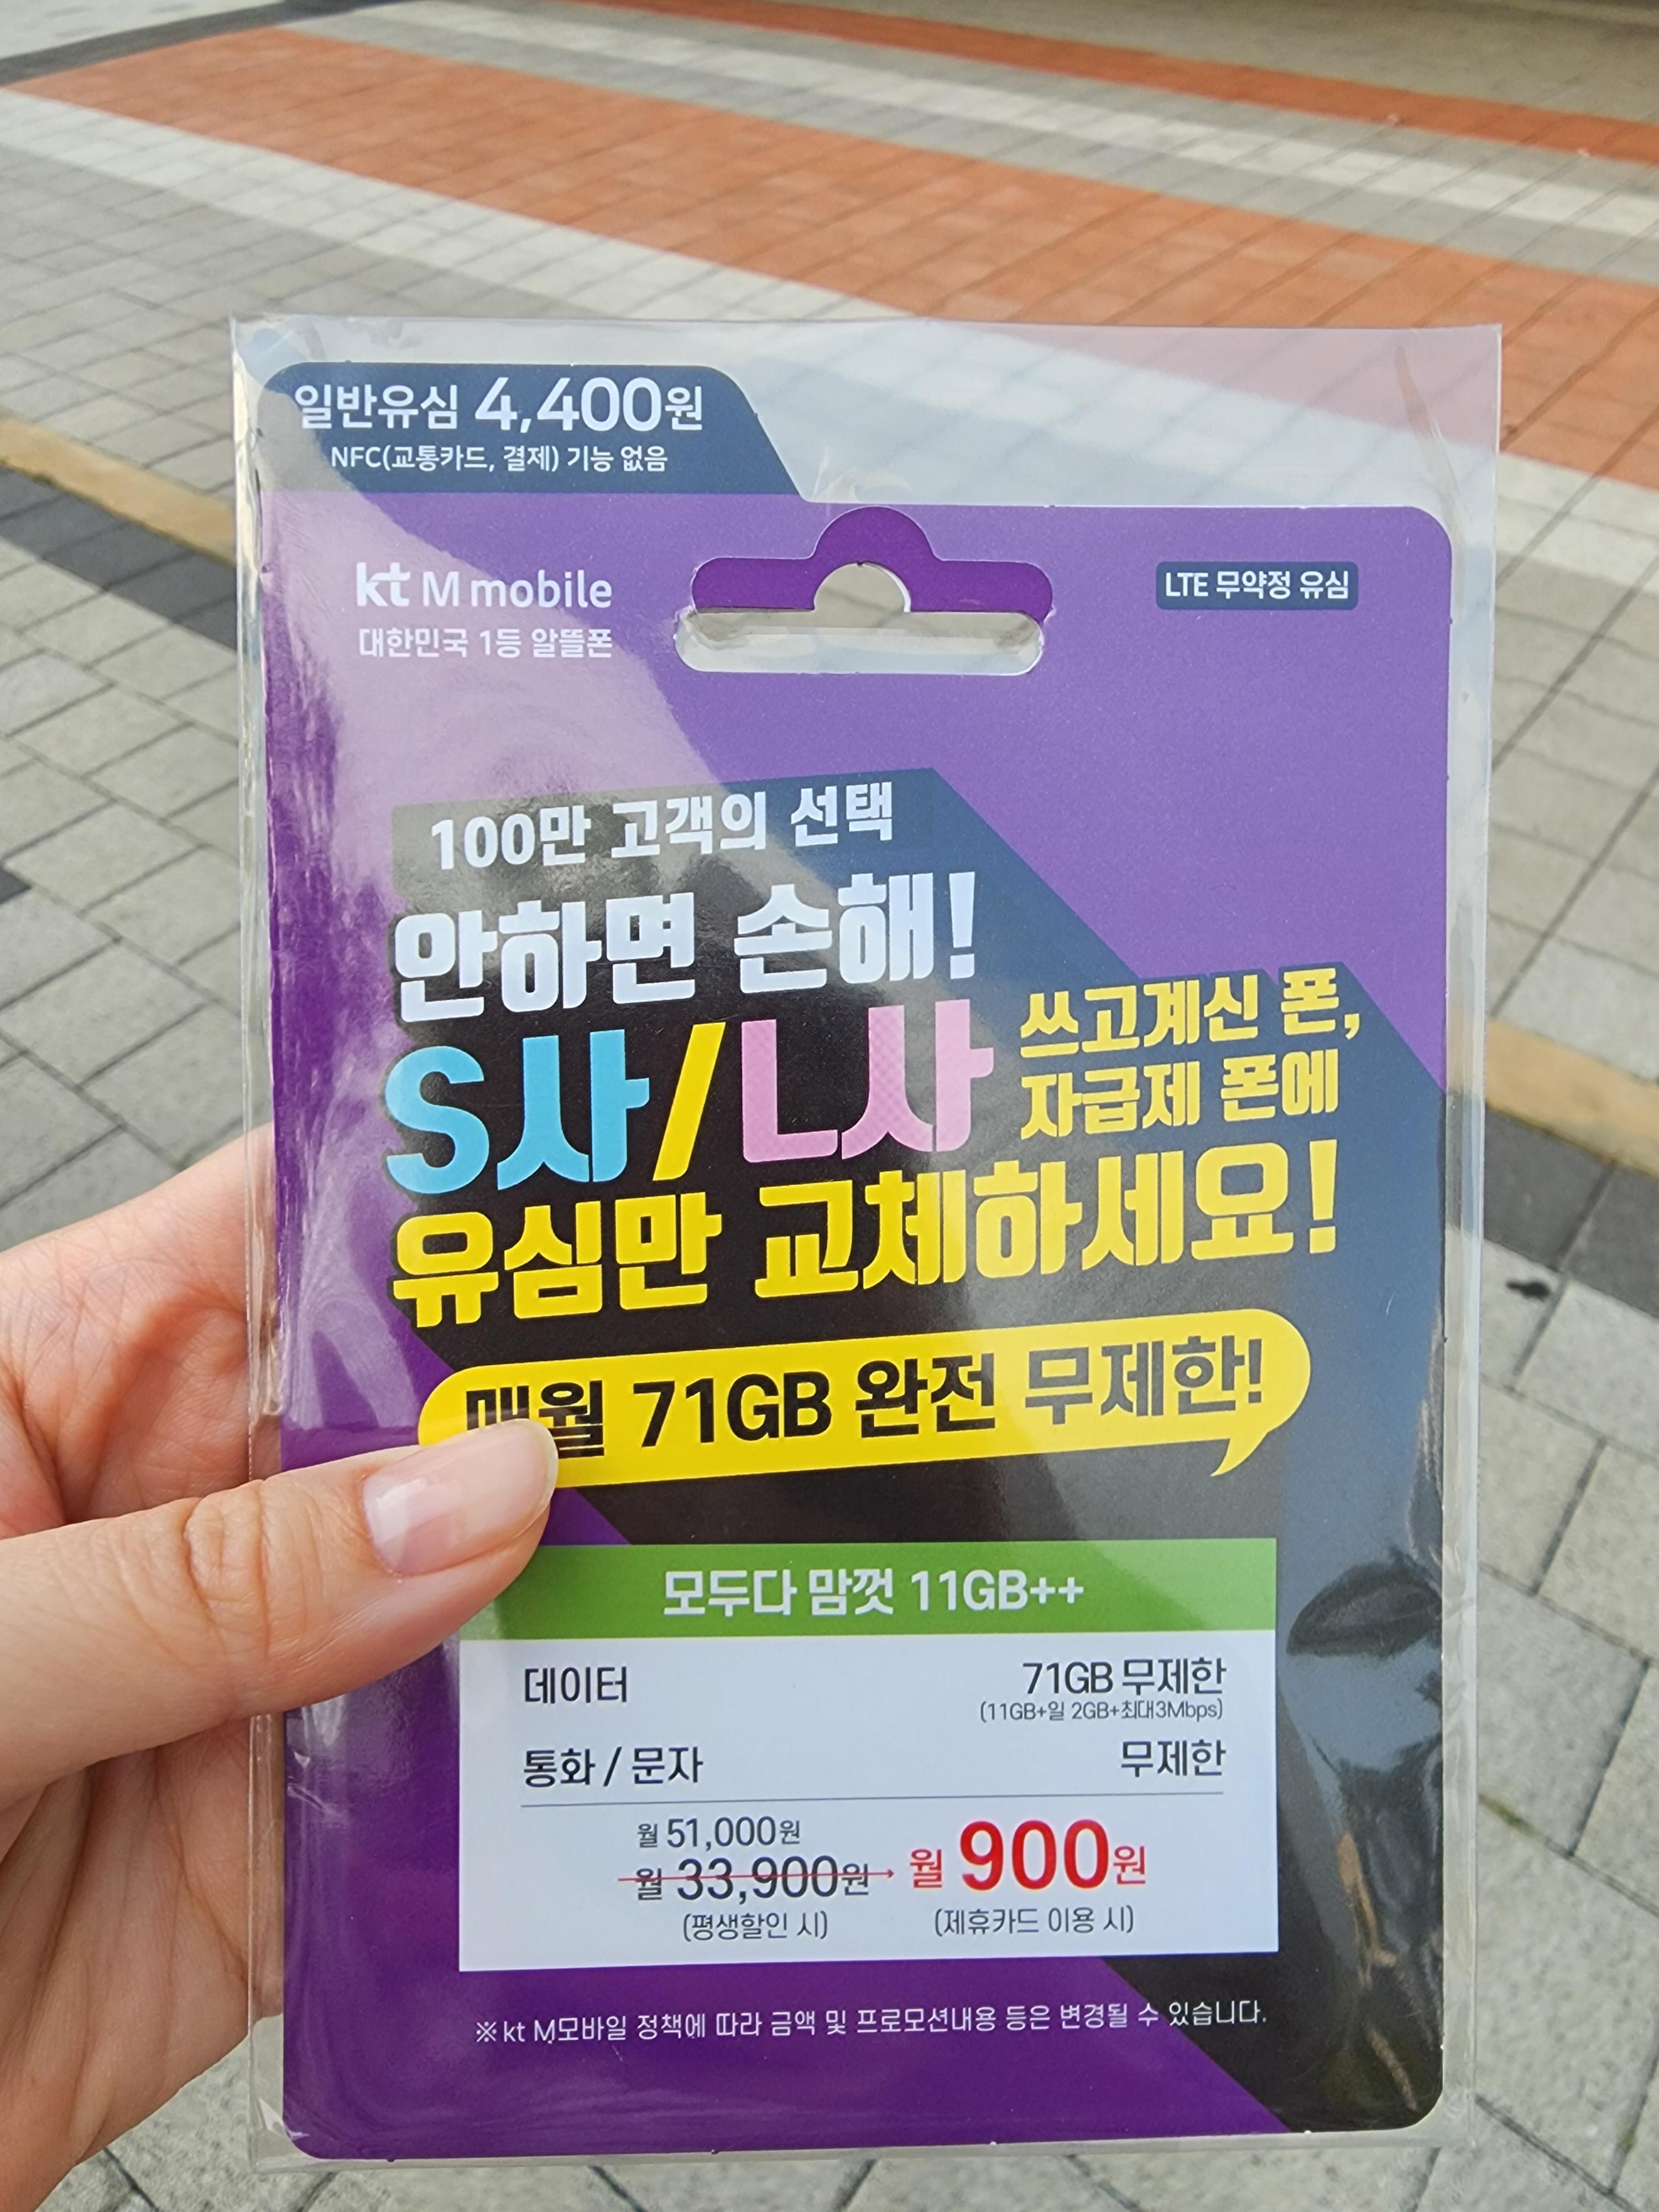 일반유심 4,400원
NFC(교통카드, 결제) 기능 없음
kt M mobile
대한민국 1등 알뜰폰
LTE 무약정 유심
100만 고객의 선택
안하면 손해!
S사/L사
쓰고계신 폰,
자급제 폰에
유심만 교체하세요!
매월 71GB 완전 무제한!
모두다 맘껏 11GB++
데이터 71GB 무제한
(11GB+일 2GB+최대3Mbps)
통화 / 문자 무제한
월 51,000원
월 33,900원 → 월 900원
(평생할인 시) (제휴카드 이용 시)
※ kt M모바일 정책에 따라 금액 및 프로모션내용 등은 변경될 수 있습니다.